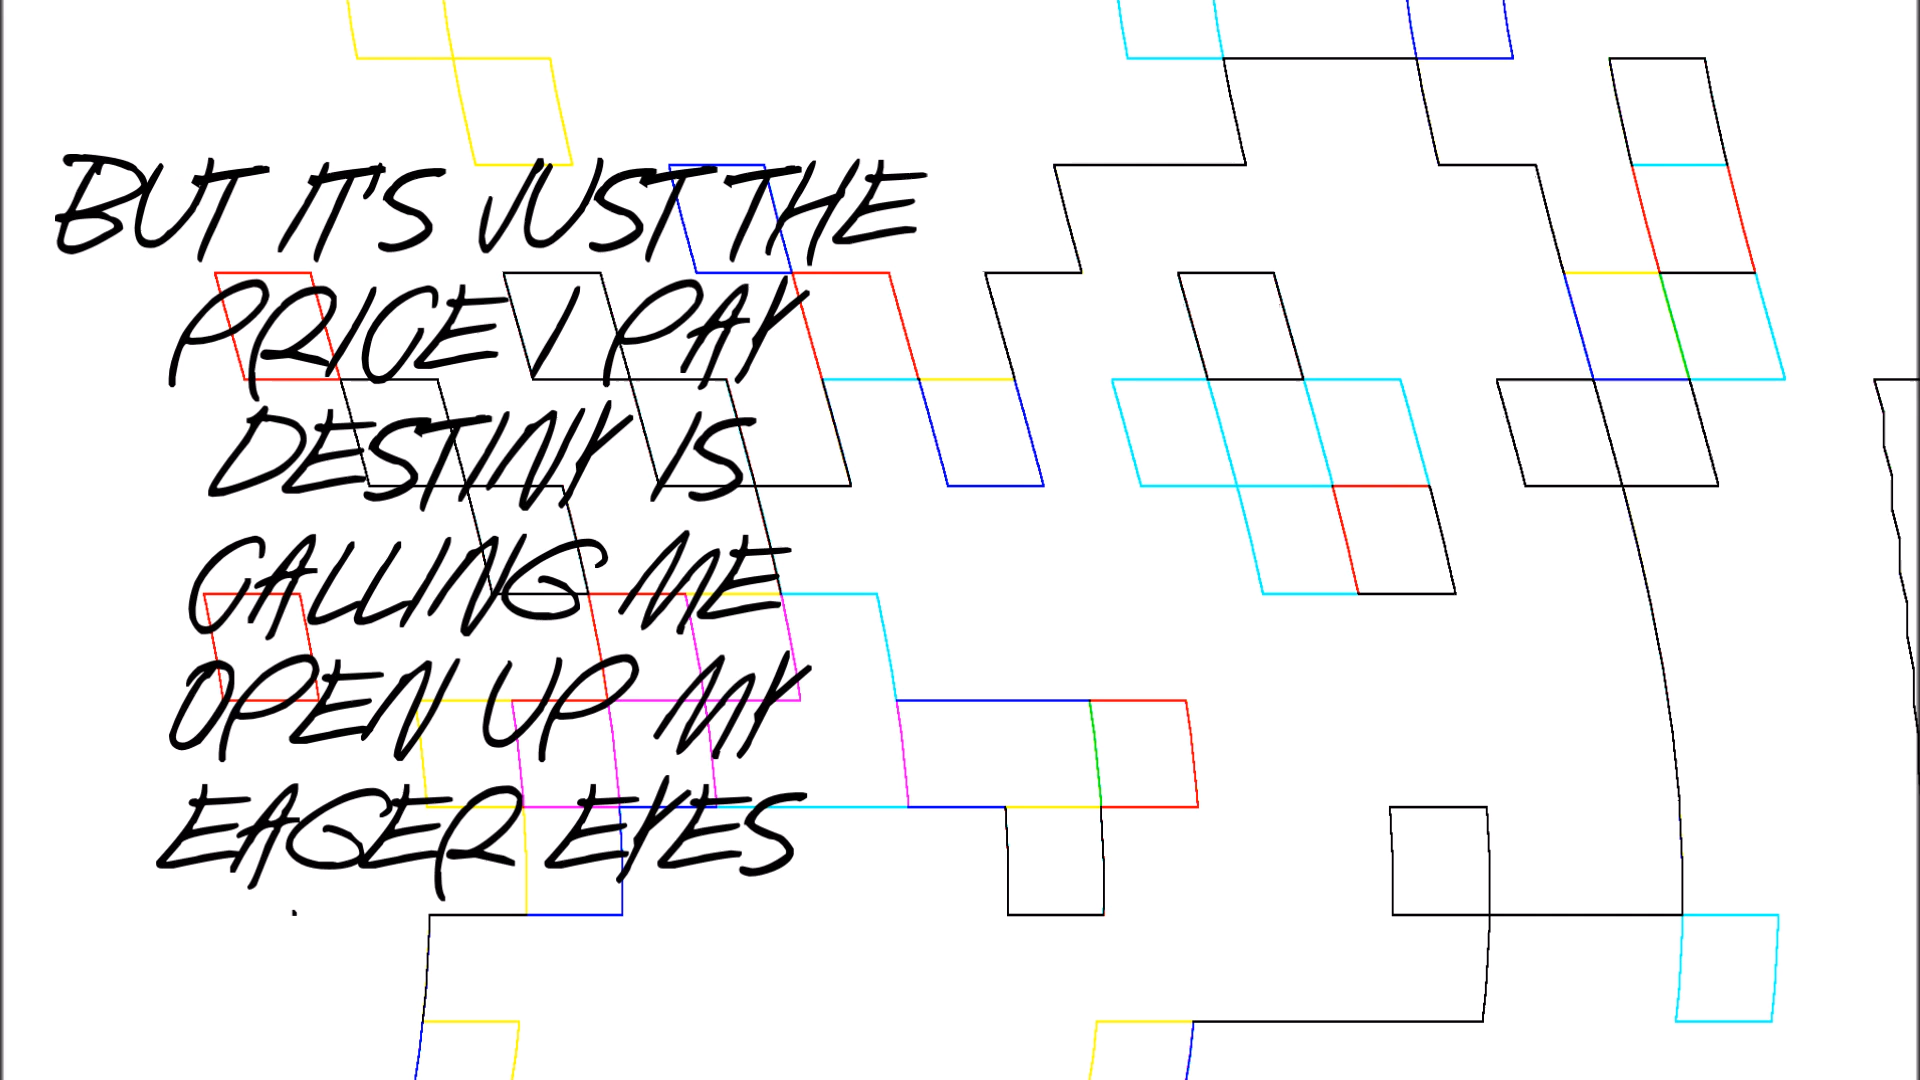 BUT IT'S JUST THE
PRICE I PAY
DESTINY IS
CALLING ME
OPEN UP MY
EAGER EYES